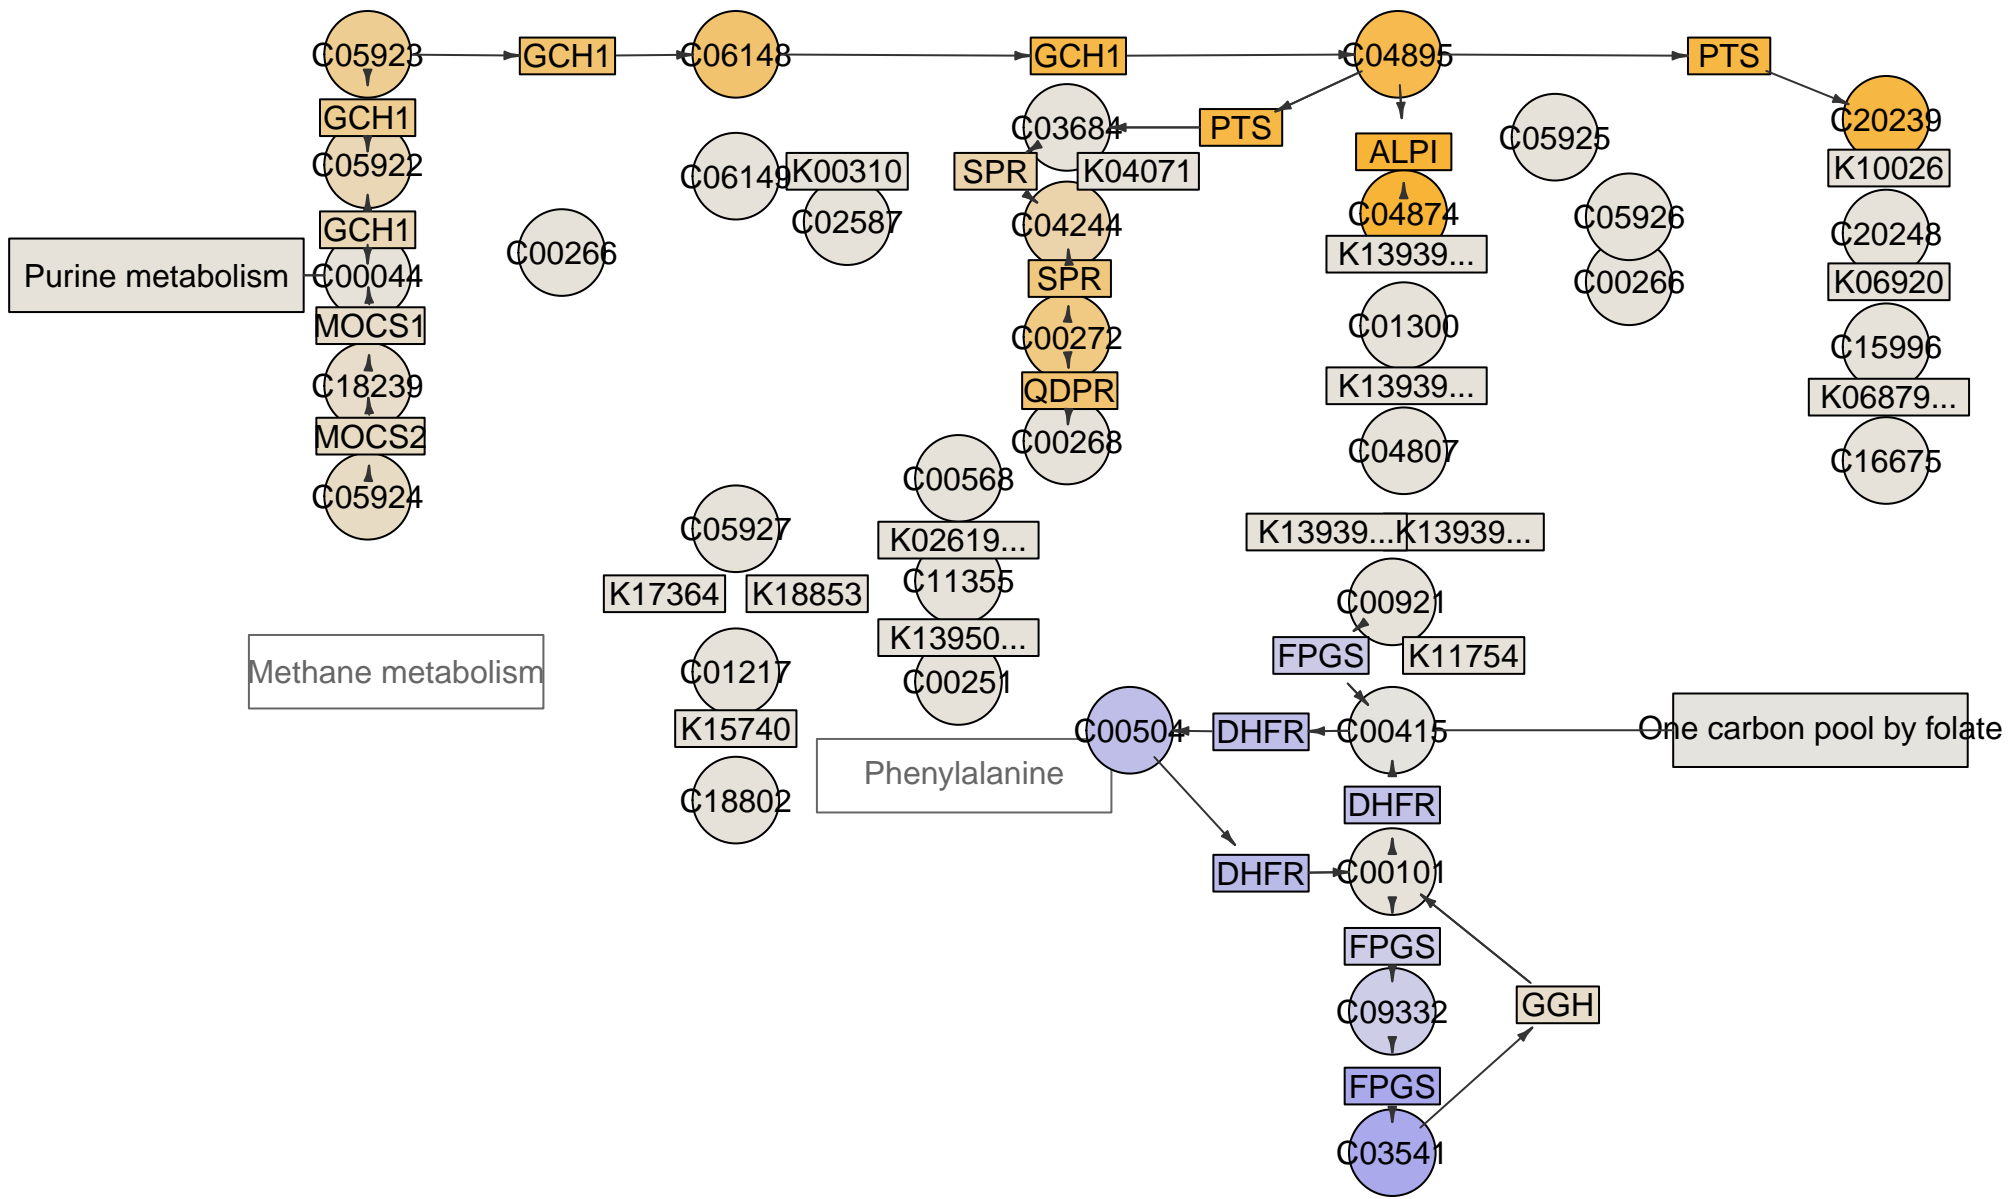 C05923
GCH1
C06148
GCH1
C04895
PTS
GCH1
C03684
PTS
C05925
C20239
ALPI
C05922
C06149
K00310
SPR
K04071
K10026
GCH1
C02587
C04244
C04874
C05926
C20248
C00266
K13939...
Purine metabolism
C00044
SPR
C00266
K06920
MOCS1
C00272
C01300
C15996
C18239
QDPR
K13939...
K06879...
MOCS2
C00268
C04807
C16675
C05924
C00568
C05927
K02619...
K13939...
K13939...
K17364
K18853
C11355
C00921
K13950...
FPGS
K11754
Methane metabolism
C01217
C00251
K15740
C00504
DHFR
C00415
One carbon pool by folate
Phenylalanine
C18802
DHFR
DHFR
C00101
FPGS
C09332
GGH
FPGS
C03541